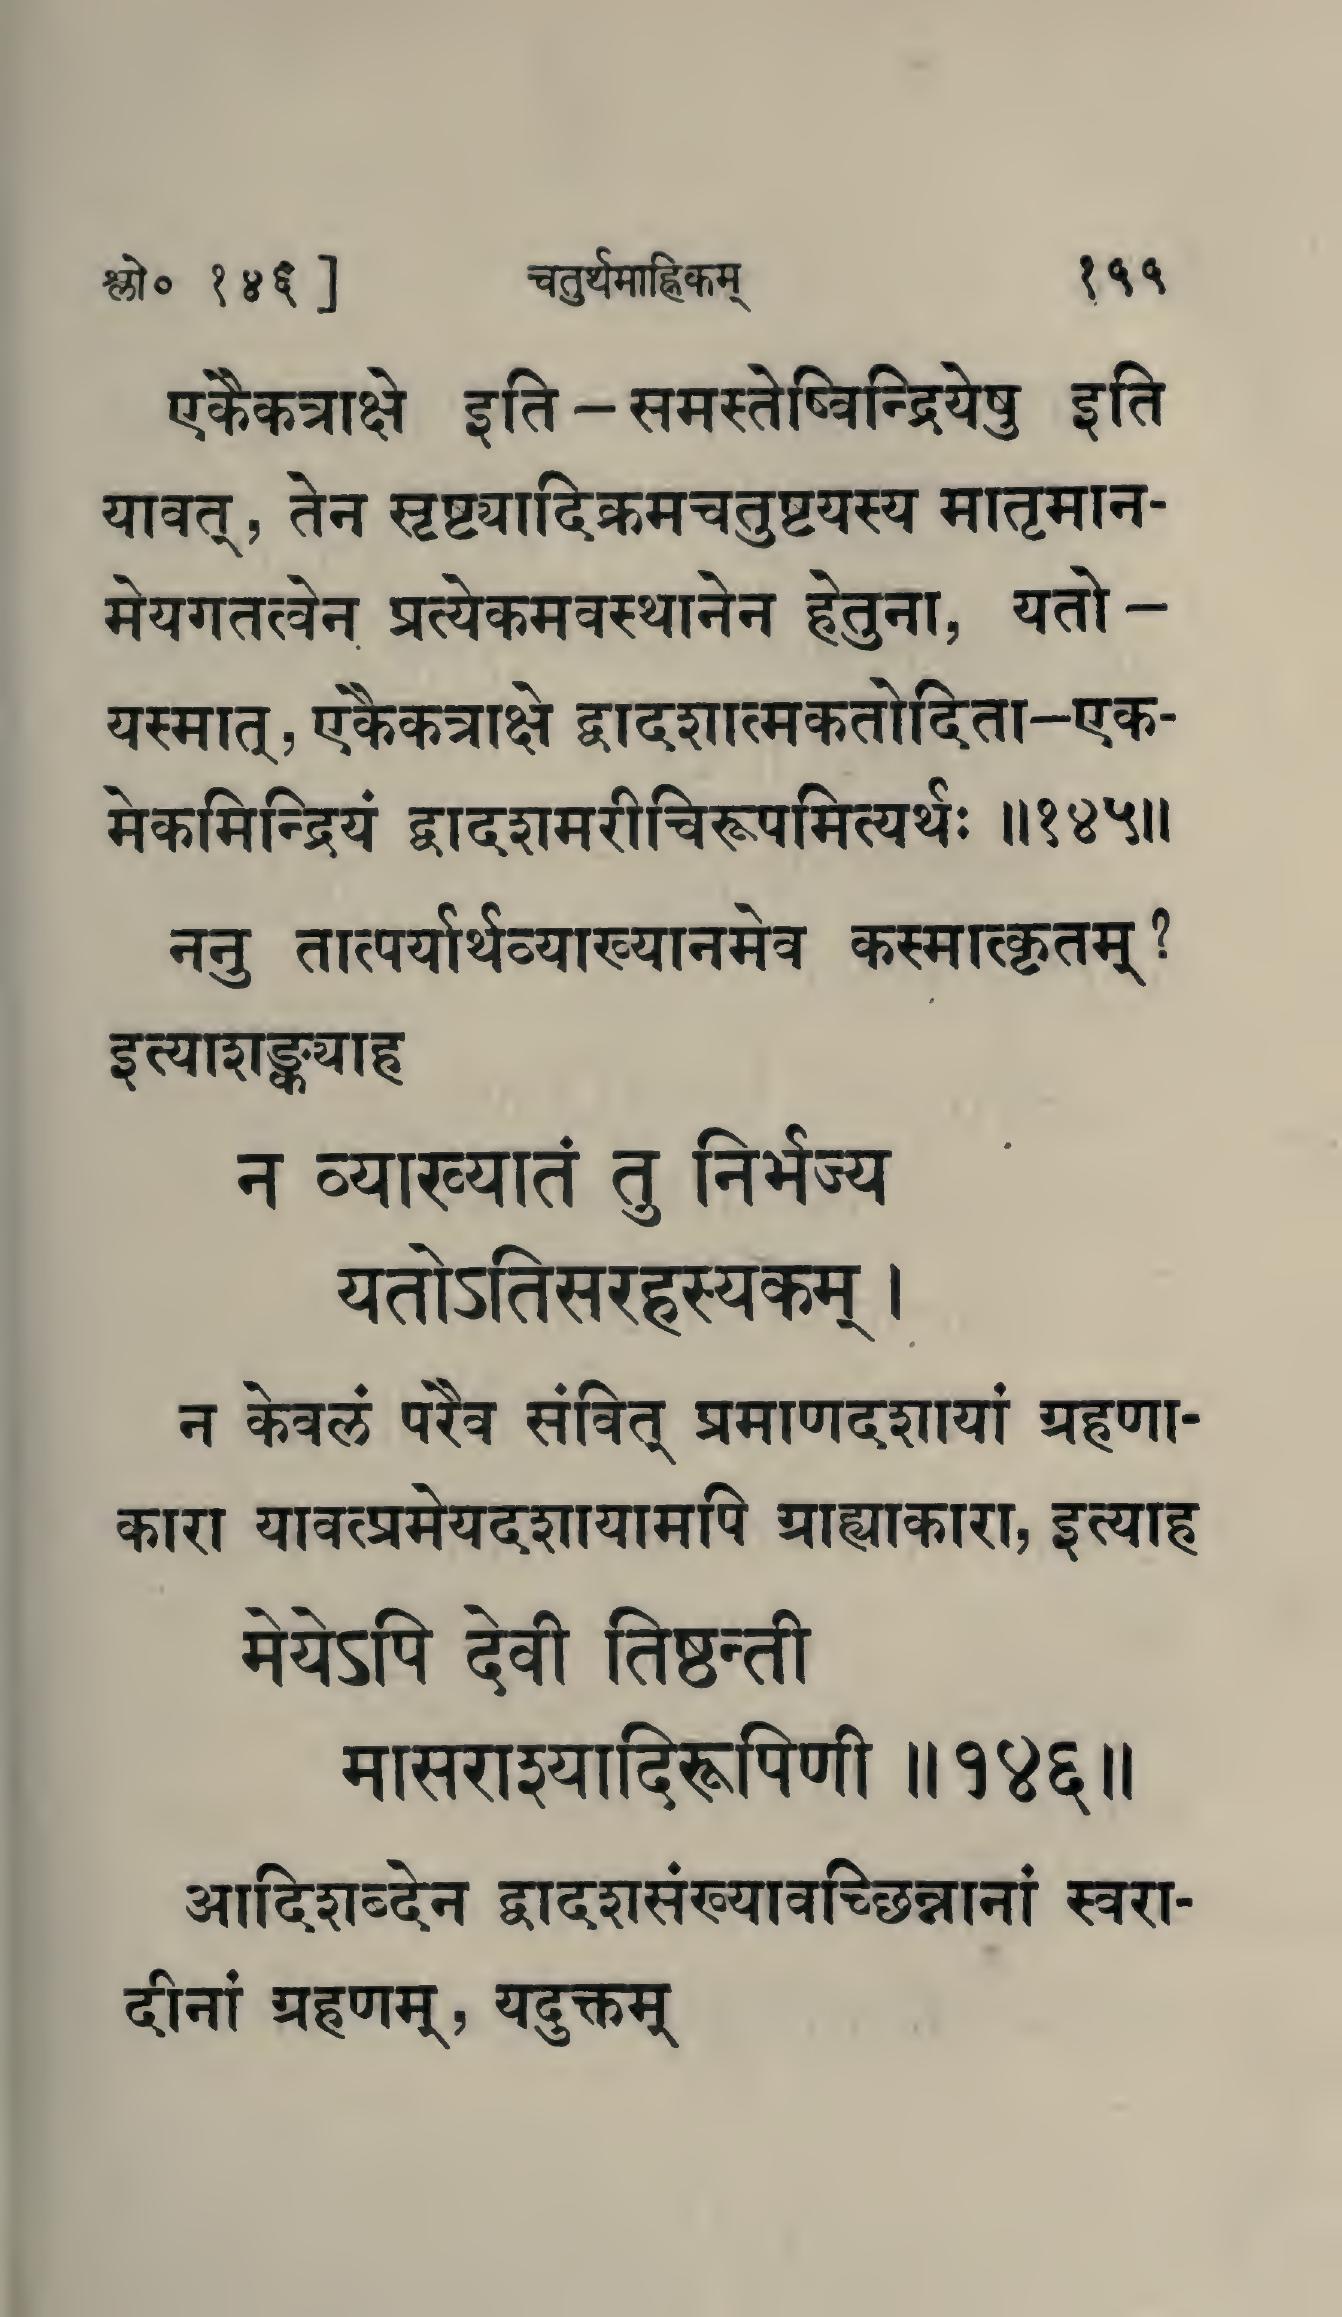 श्लो० १४६ ] चतुर्थमाह्निकम् १५५
एकैकत्राक्षे इति – समस्तेष्विन्द्रियेषु इति
यावत्, तेन सृष्ट्यादिक्रमचतुष्टयस्य मातृमान-
मेयगतत्वेन प्रत्येकमवस्थानेन हेतुना, यतो –
यस्मात्, एकैकत्राक्षे द्वादशात्मकतोदिता—एक-
मेकमिन्द्रियं द्वादशमरीचिरूपमित्यर्थः ॥१४५॥
ननु तात्पर्यार्थव्याख्यानमेव कस्मात्कृतम् ?
इत्याशङ्क्याह
न व्याख्यातं तु निर्भज्य
यतोऽतिसरहस्यकम् ।
न केवलं परैव संवित् प्रमाणदशायां ग्रहणा-
कारा यावत्प्रमेयदशायामपि ग्राह्याकारा, इत्याह
मेयेऽपि देवी तिष्ठन्ती
मासराश्यादिरूपिणी ॥१४६॥
आदिशब्देन द्वादशसंख्यावच्छिन्नानां स्वरा-
दीनां ग्रहणम्, यदुक्तम्